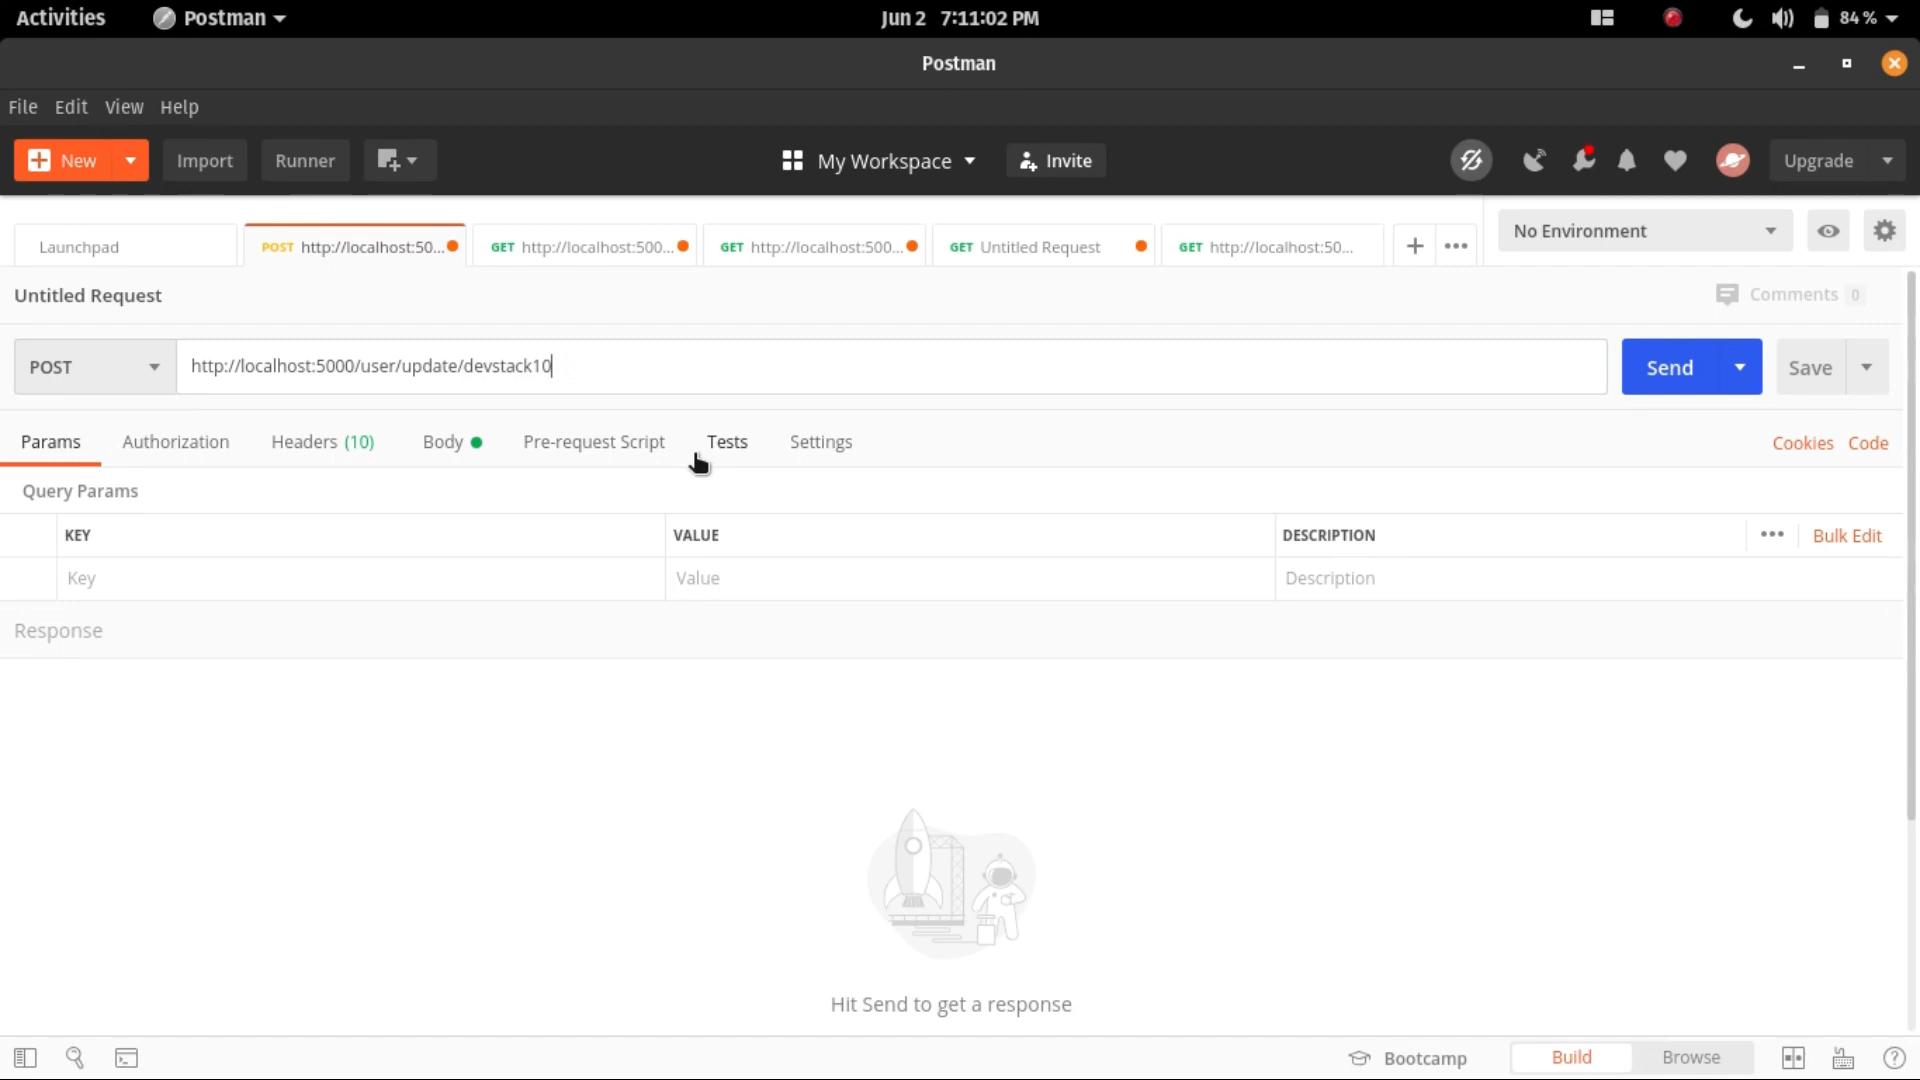 Activities Postman Jun 2 7:11:02 PM 84 %
Postman
File Edit View Help
New Import Runner My Workspace Invite Upgrade
Launchpad POST http://localhost:50... GET http://localhost:500... GET http://localhost:500... GET Untitled Request GET http://localhost:50... No Environment
Untitled Request Comments 0
POST http://localhost:5000/user/update/devstack10 Send Save
Params Authorization Headers (10) Body Pre-request Script Tests Settings Cookies Code
Query Params
KEY VALUE DESCRIPTION Bulk Edit
Key Value Description
Response
Hit Send to get a response
Bootcamp Build Browse